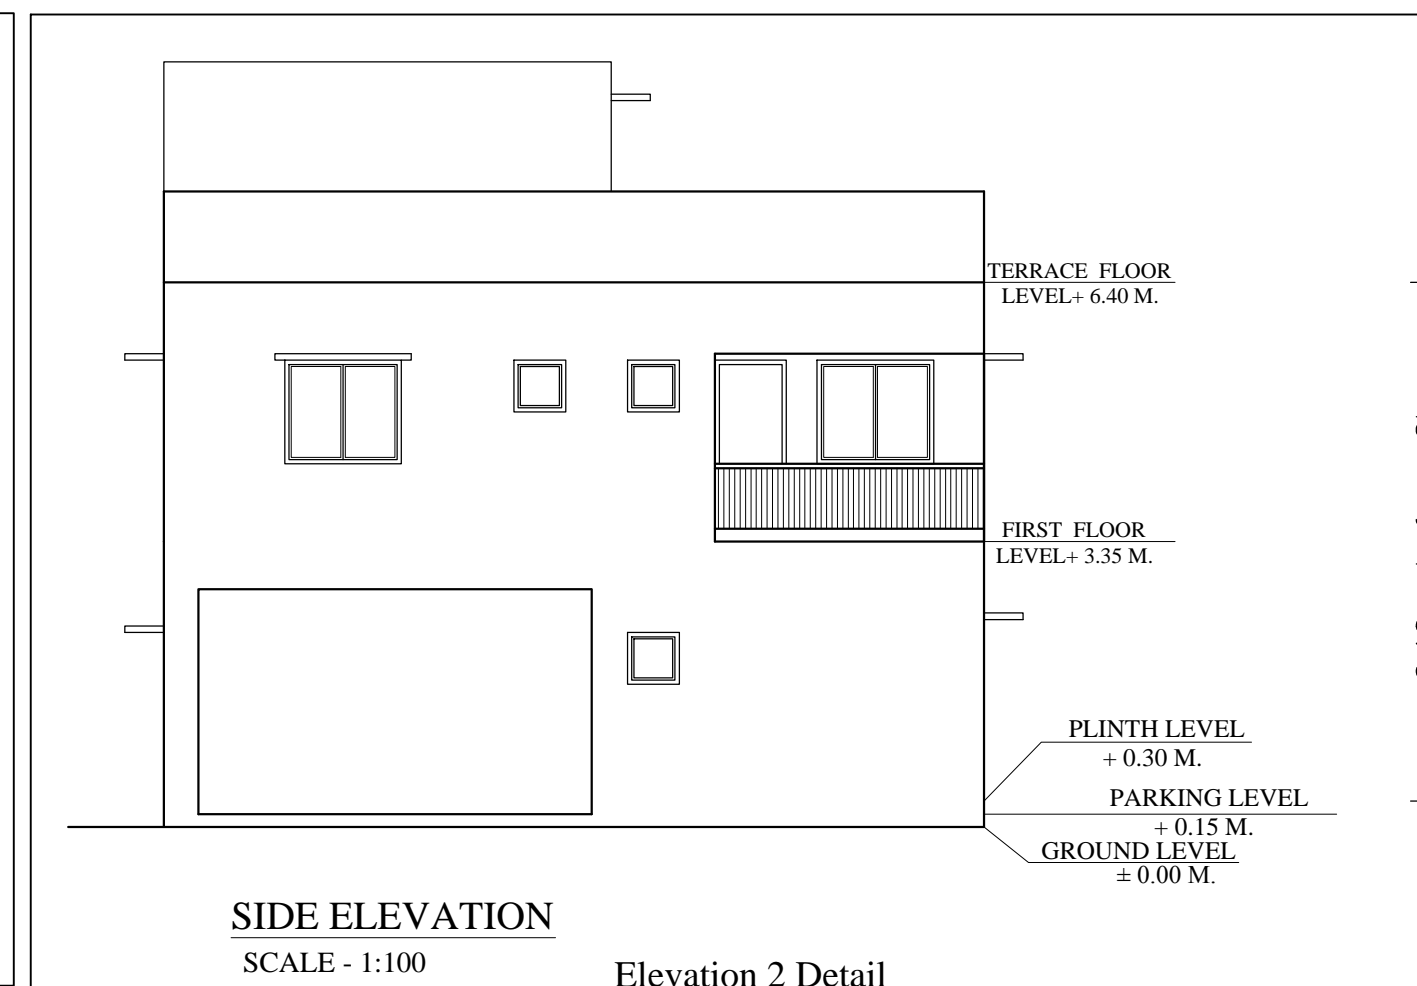 TERRACE FLOOR
LEVEL+ 6.40 M.
FIRST FLOOR
LEVEL+ 3.35 M.
PLINTH LEVEL
+ 0.30 M.
PARKING LEVEL
+ 0.15 M.
GROUND LEVEL
± 0.00 M.
SIDE ELEVATION
SCALE - 1:100
Elevation 2 Detail